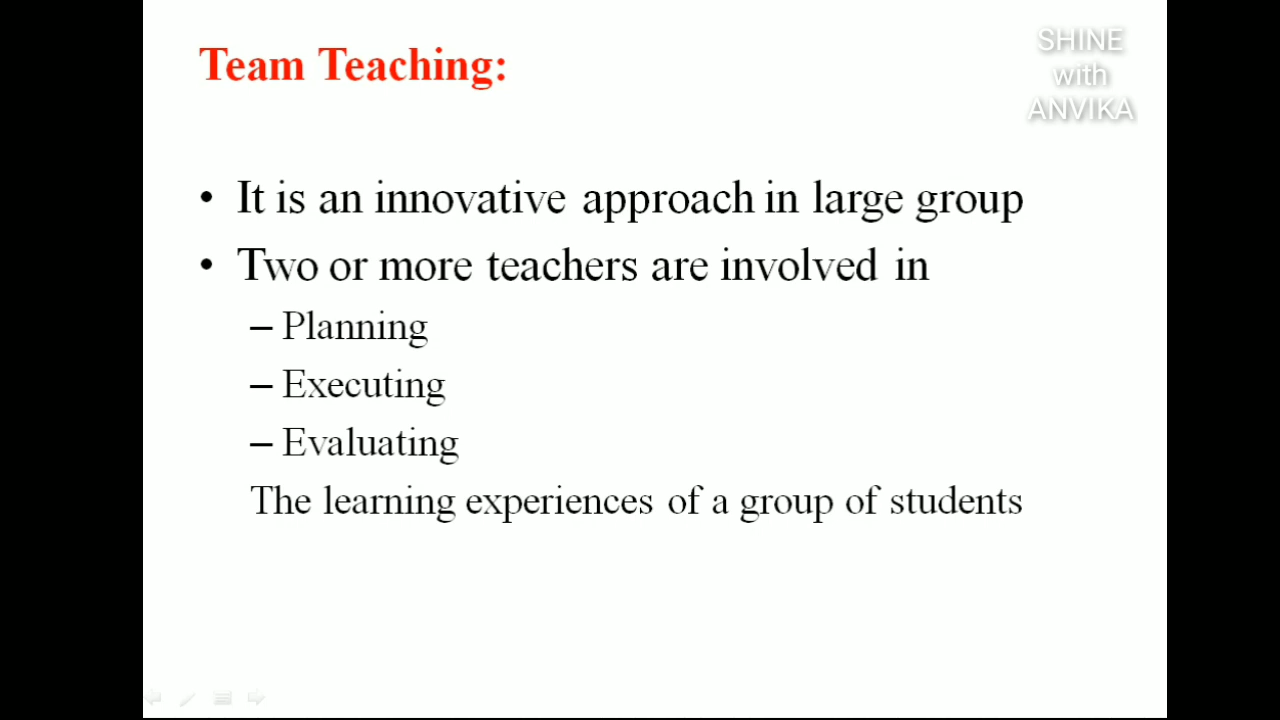 Team Teaching:
SHINE
with
ANVIKA
• It is an innovative approach in large group
• Two or more teachers are involved in
– Planning
– Executing
– Evaluating
The learning experiences of a group of students